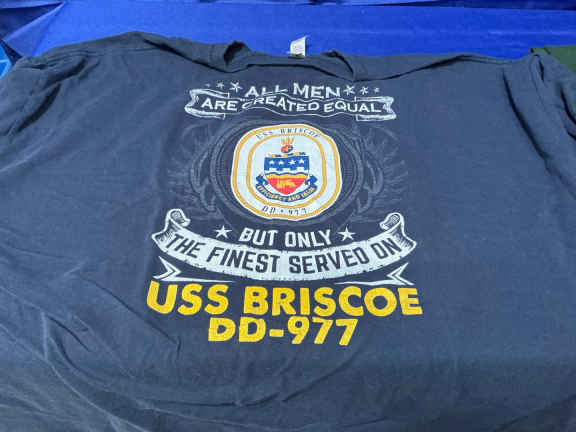 ALL MEN
ARE CREATED EQUAL
USS BRISCOE
DD-977
BUT ONLY
THE FINEST SERVED ON
USS BRISCOE
DD-977